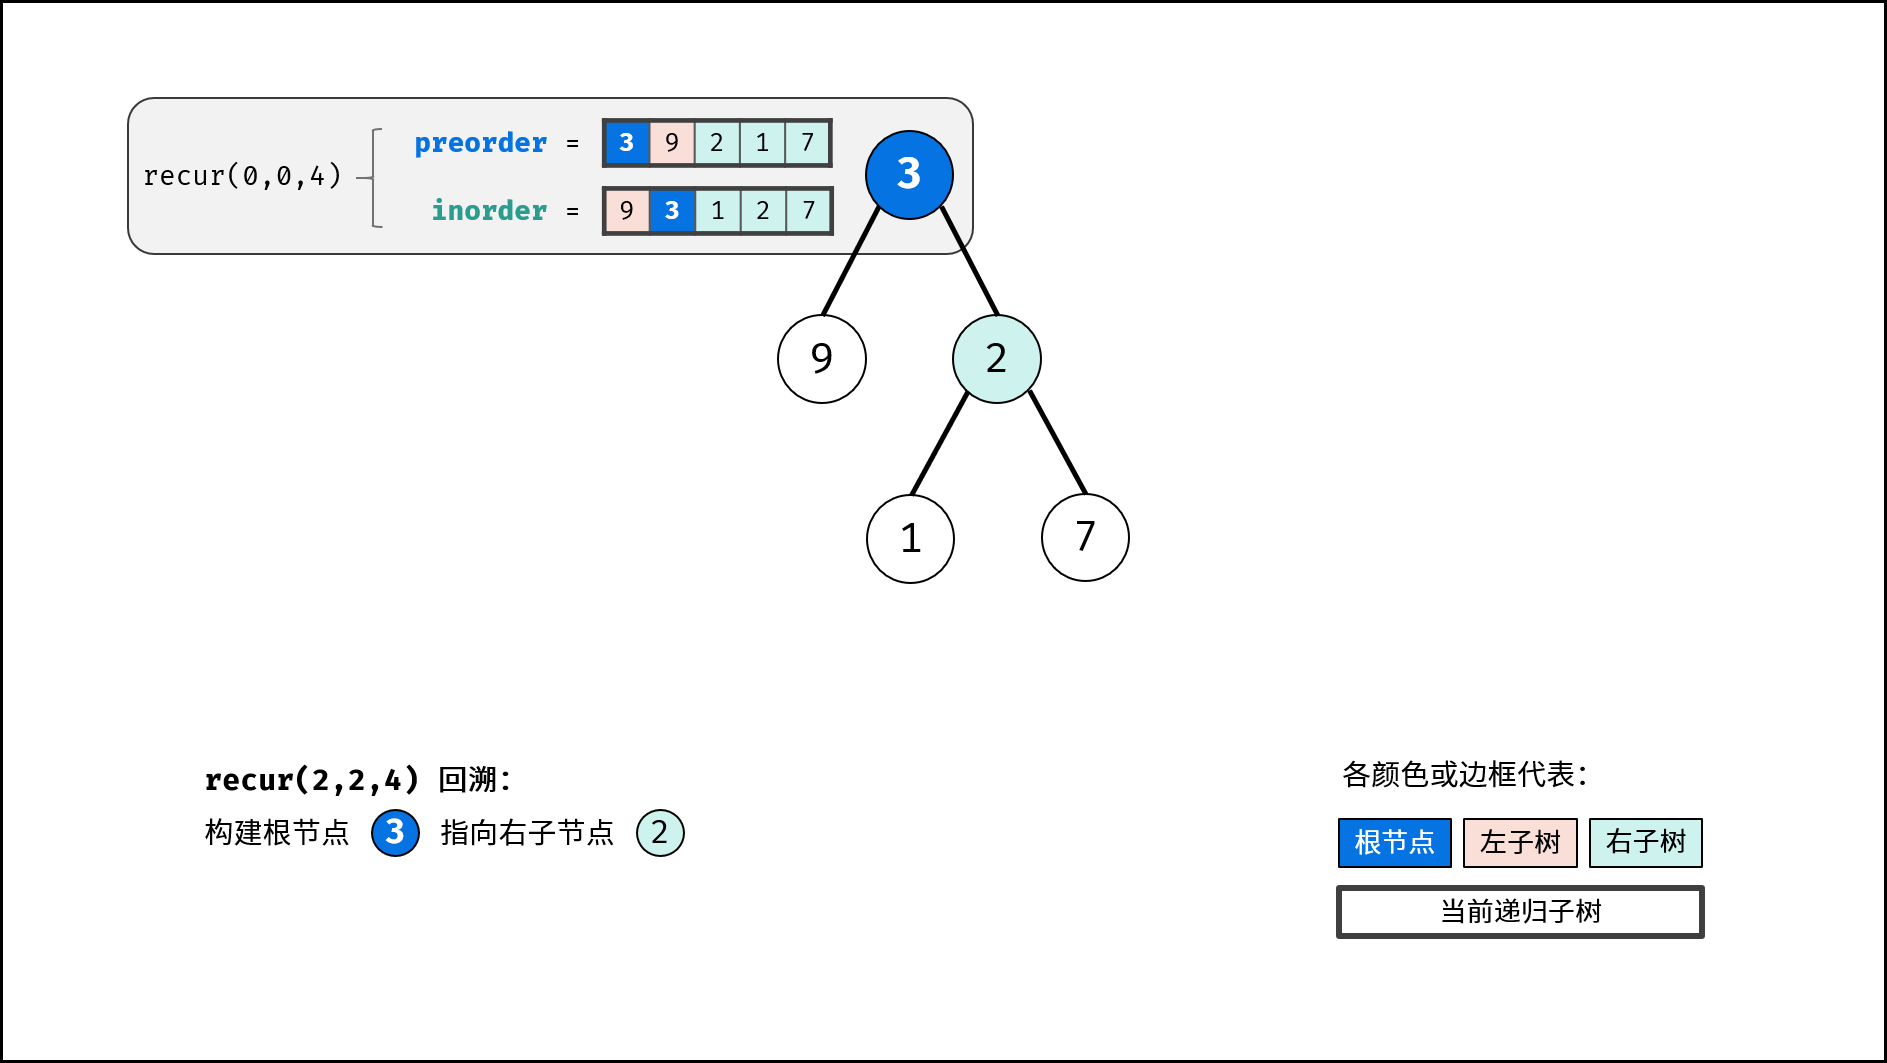 preorder = 3 9 2 1 7
recur(0,0,4)
inorder = 9 3 1 2 7
3
9 2
1 7
recur(2,2,4) 回溯：
构建根节点 3 指向右子节点 2
各颜色或边框代表：
根节点 左子树 右子树
当前递归子树